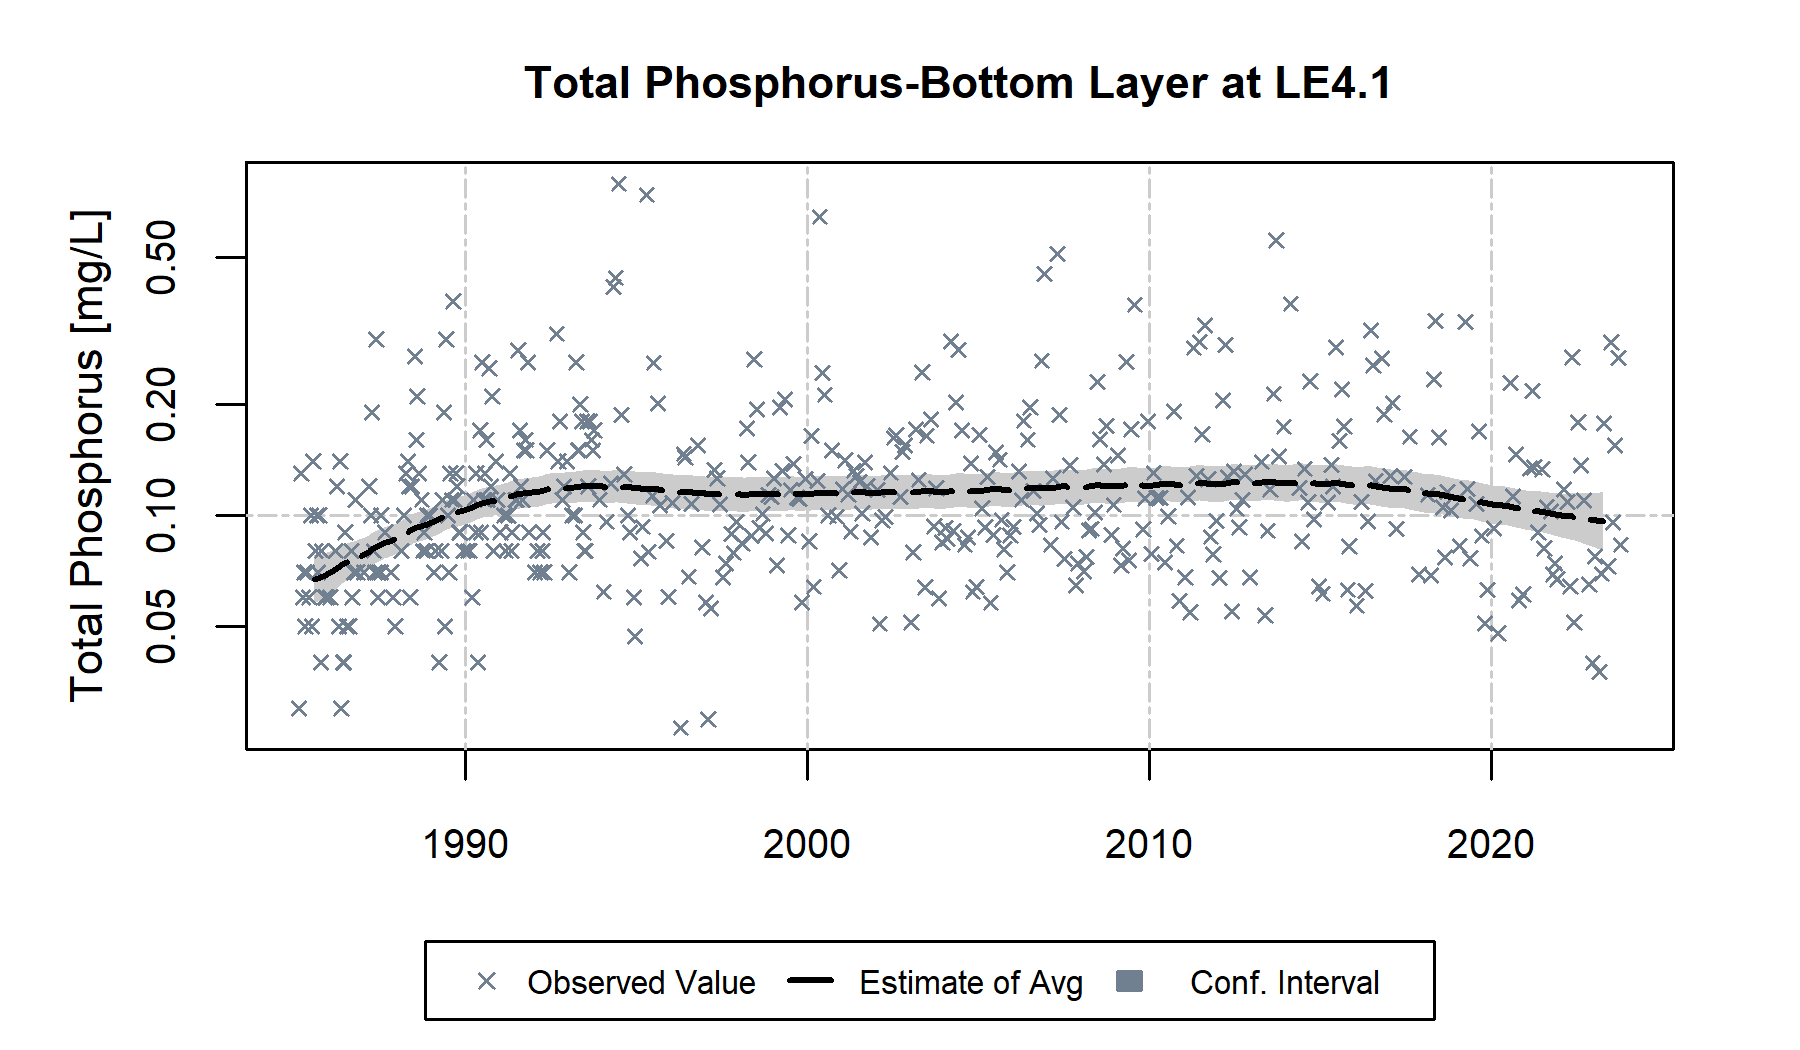 Total Phosphorus-Bottom Layer at LE4.1
Total Phosphorus [mg/L]
0.50
0.20
0.10
0.05
1990 2000 2010 2020
Observed Value Estimate of Avg Conf. Interval